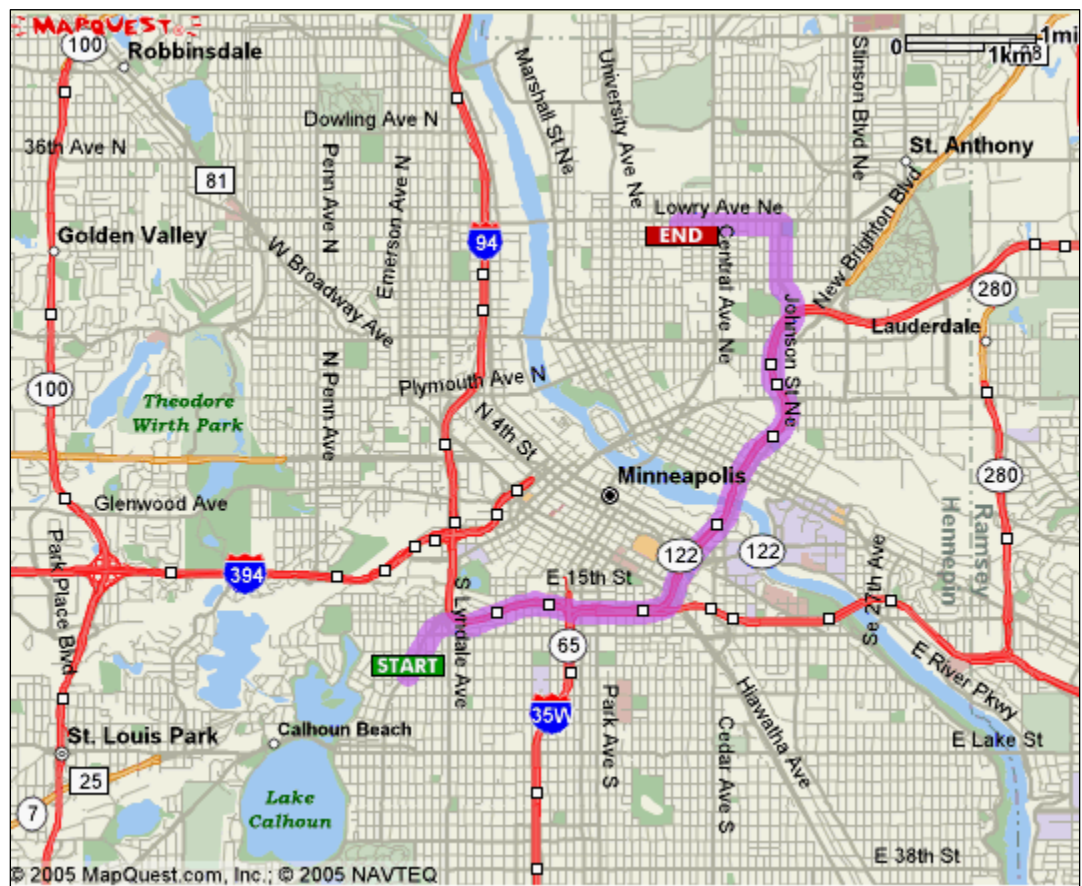 MAPQUEST
100
Robbinsdale
0
1mi
1km
Marshall St Ne
University Ave Ne
Stinson Blvd Ne
Dowling Ave N
36th Ave N
81
Penn Ave N
Emerson Ave N
St. Anthony
Lowry Ave Ne
END
New Brighton Blvd
Golden Valley
94
W Broadway Ave
Central Ave Ne
280
Johnson St Ne
Lauderdale
100
Theodore
Wirth Park
N Penn Ave
Plymouth Ave N
N 4th St
Minneapolis
280
Glenwood Ave
Hennepin
Ramsey
Park Place Blvd
122
122
394
E 15th St
Se 27th Ave
S Lyndale Ave
65
START
E River Pkwy
35W
Park Ave S
Hiawatha Ave
Cedar Ave S
Calhoun Beach
St. Louis Park
E Lake St
25
7
Lake
Calhoun
E 38th St
© 2005 MapQuest.com, Inc.; © 2005 NAVTEQ